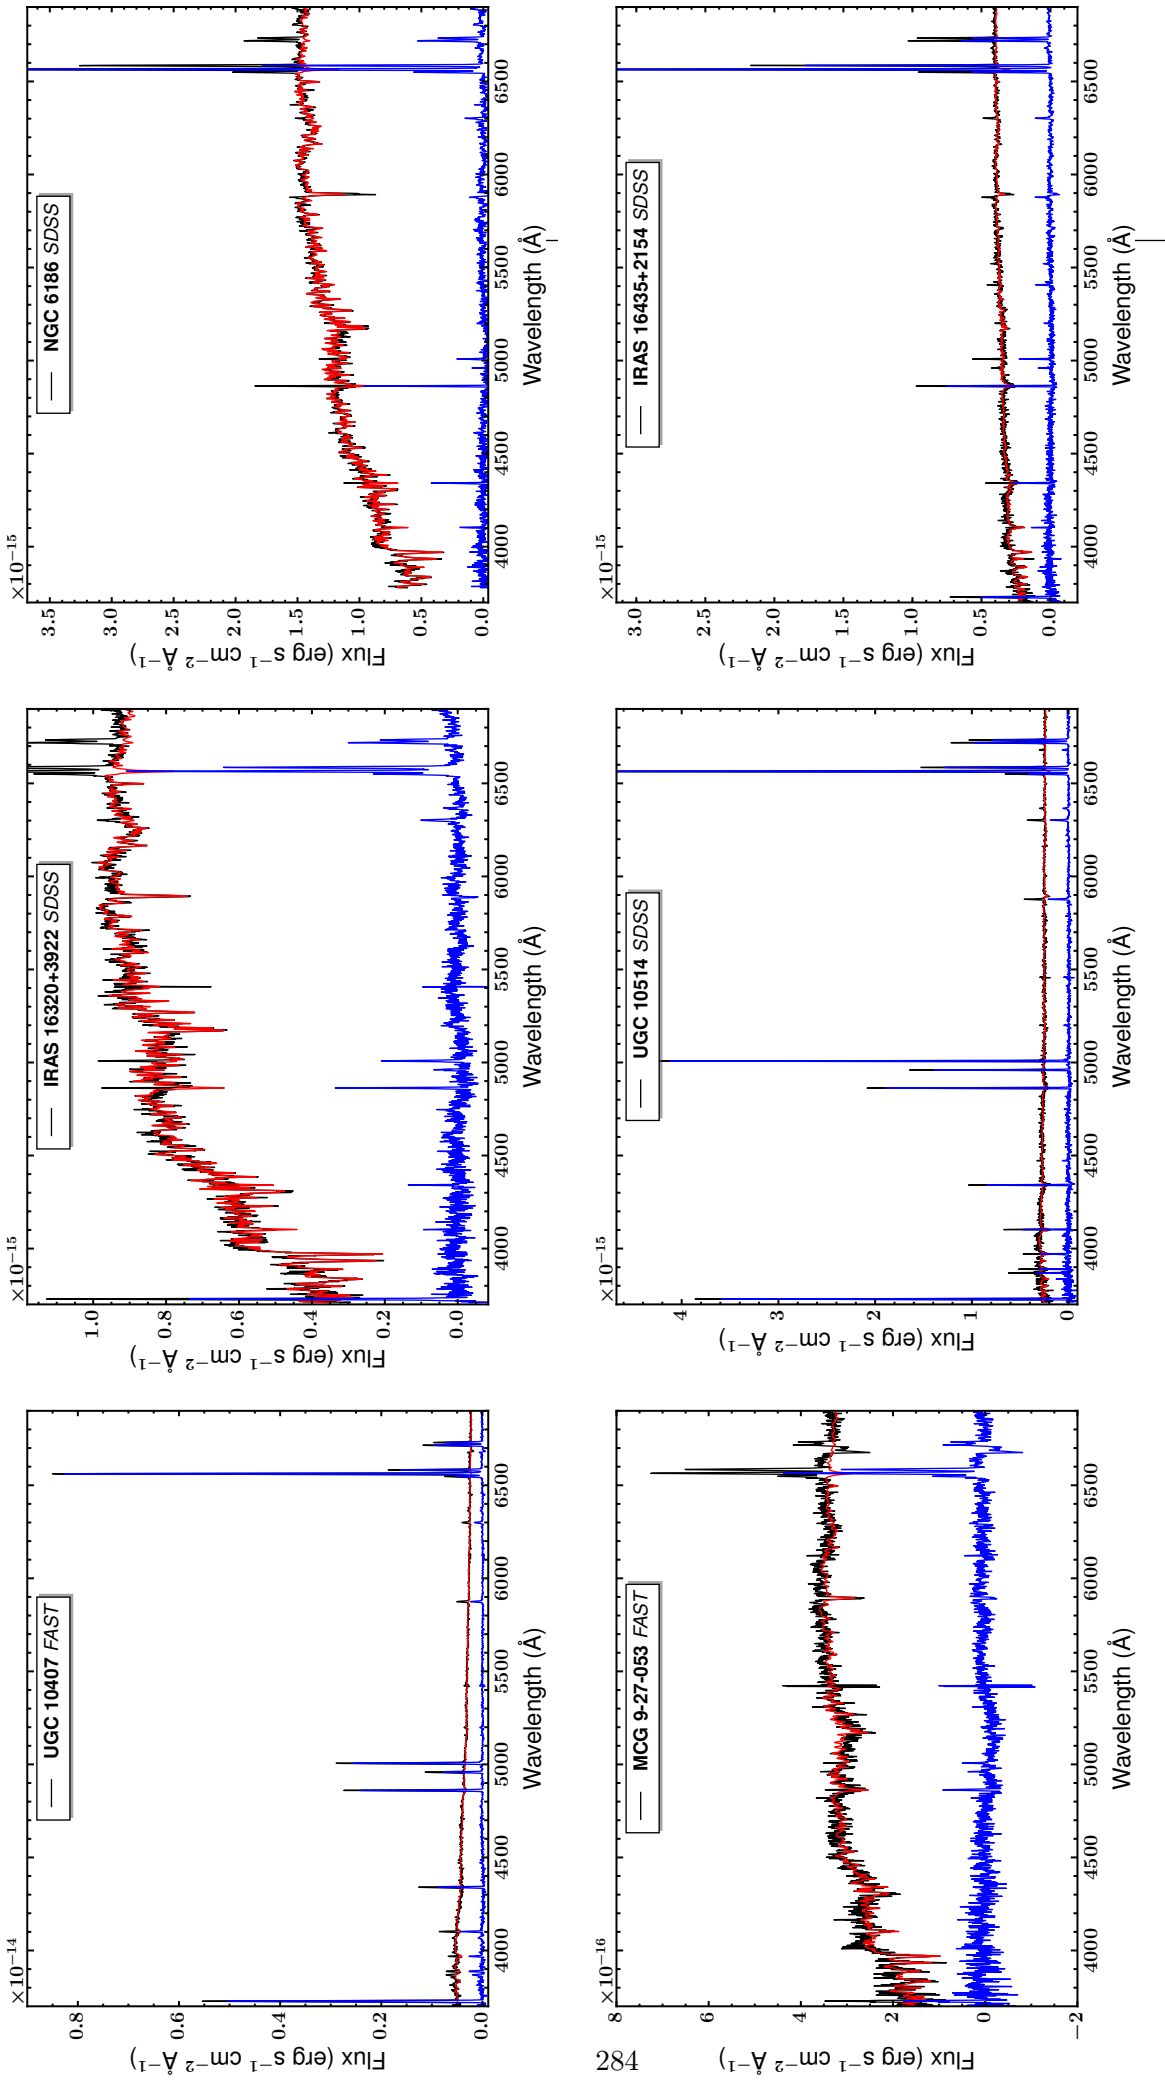 ×10⁻¹⁴
UGC 10407 FAST
Flux (erg s⁻¹ cm⁻² Å⁻¹)
0.8
0.6
0.4
0.2
0.0
4000 4500 5000 5500 6000 6500
Wavelength (Å)
×10⁻¹⁵
IRAS 16320+3922 SDSS
Flux (erg s⁻¹ cm⁻² Å⁻¹)
1.0
0.8
0.6
0.4
0.2
0.0
4000 4500 5000 5500 6000 6500
Wavelength (Å)
×10⁻¹⁵
NGC 6186 SDSS
Flux (erg s⁻¹ cm⁻² Å⁻¹)
3.5
3.0
2.5
2.0
1.5
1.0
0.5
0.0
4000 4500 5000 5500 6000 6500
Wavelength (Å)
×10⁻¹⁶
MCG 9-27-053 FAST
Flux (erg s⁻¹ cm⁻² Å⁻¹)
8
6
4
2
0
−2
4000 4500 5000 5500 6000 6500
Wavelength (Å)
×10⁻¹⁵
UGC 10514 SDSS
Flux (erg s⁻¹ cm⁻² Å⁻¹)
4
3
2
1
0
4000 4500 5000 5500 6000 6500
Wavelength (Å)
×10⁻¹⁵
IRAS 16435+2154 SDSS
Flux (erg s⁻¹ cm⁻² Å⁻¹)
3.0
2.5
2.0
1.5
1.0
0.5
0.0
4000 4500 5000 5500 6000 6500
Wavelength (Å)
284